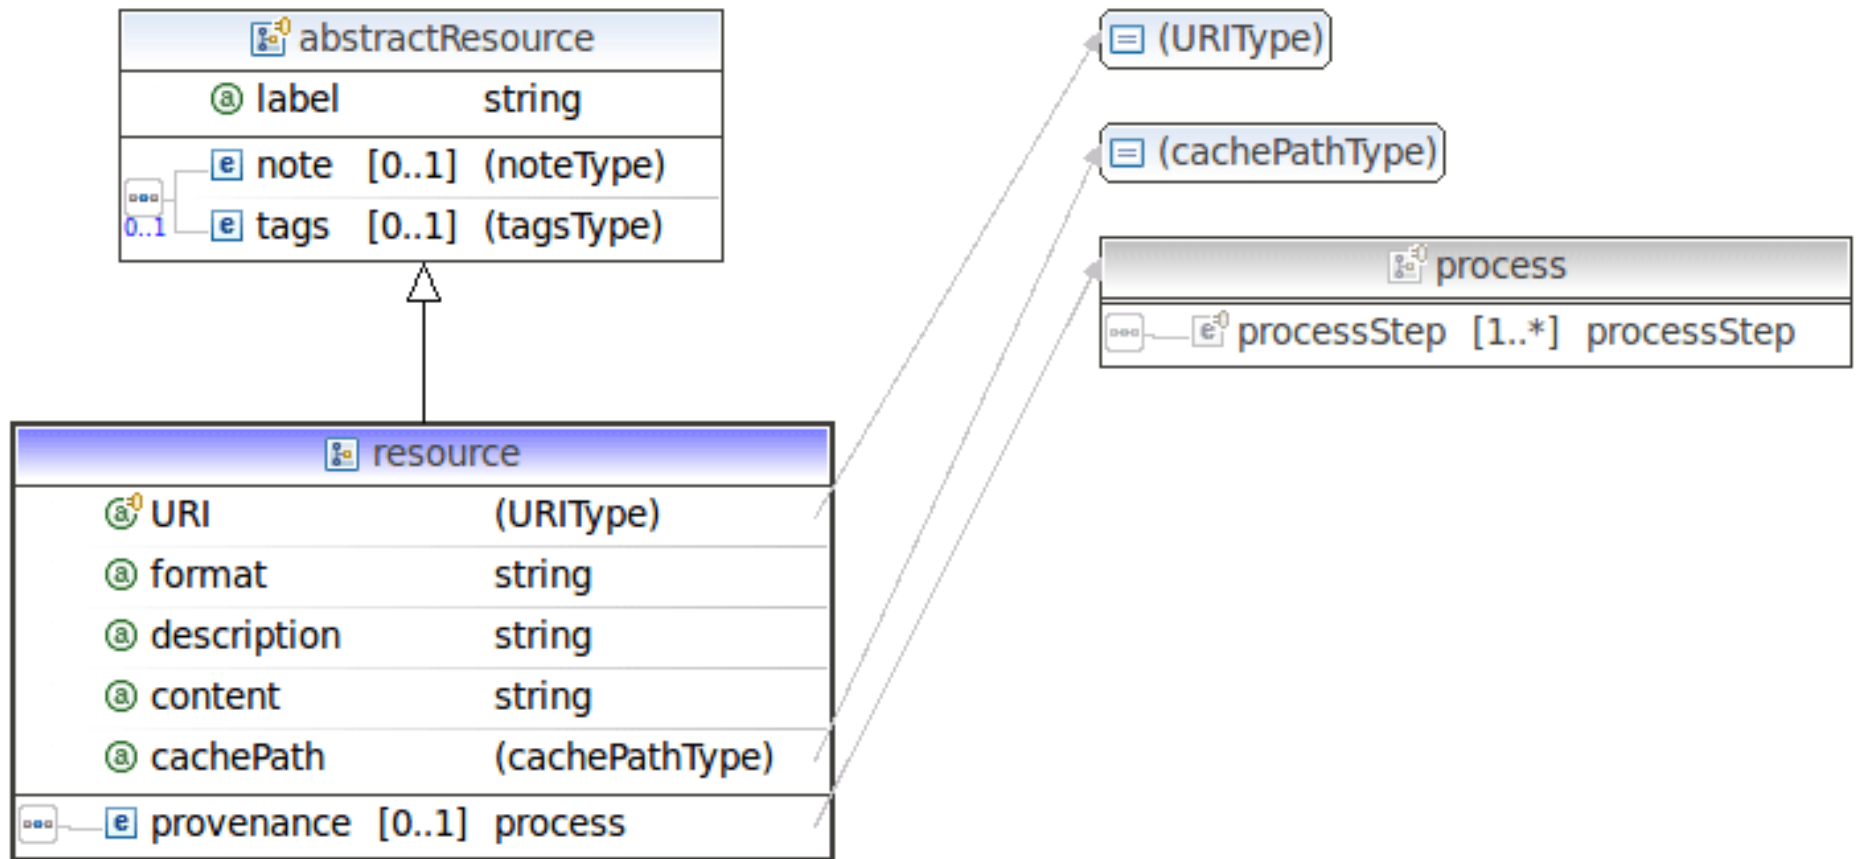 abstractResource
label string
note [0..1] (noteType)
0..1
tags [0..1] (tagsType)
resource
URI (URIType)
format string
description string
content string
cachePath (cachePathType)
provenance [0..1] process
(URIType)
(cachePathType)
process
processStep [1..*] processStep